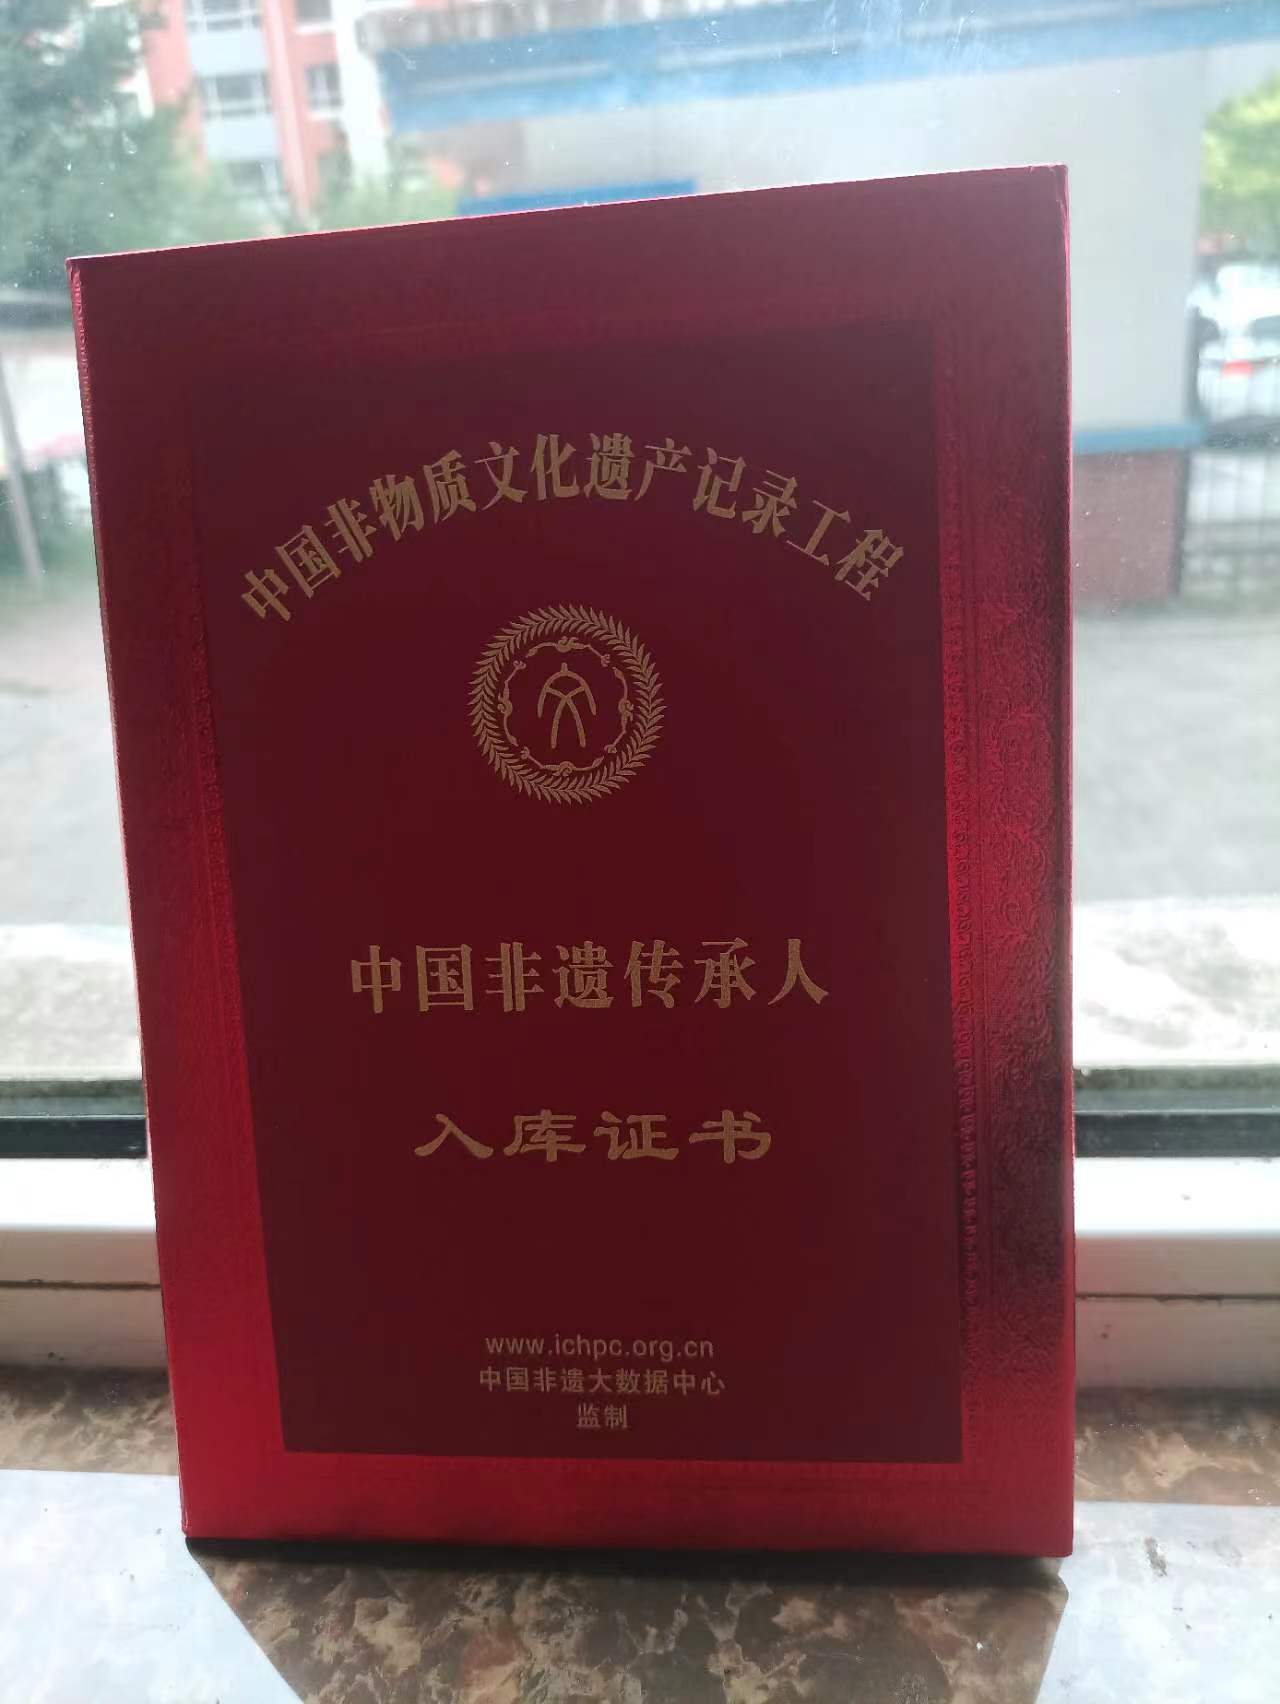 中国非物质文化遗产记录工程
文
中国非遗传承人
入库证书
www.ichpc.org.cn
中国非遗大数据中心
监制